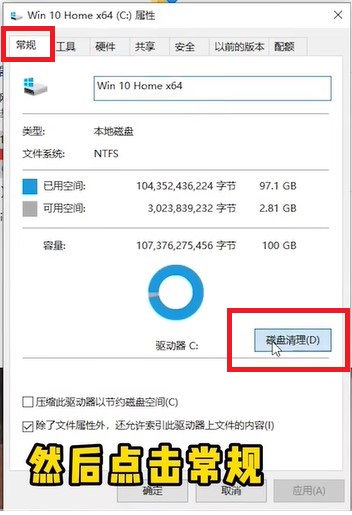 Win 10 Home x64 (C:) 属性
常规 工具 硬件 共享 安全 以前的版本 配额
Win 10 Home x64
类型: 本地磁盘
文件系统: NTFS
已用空间: 104,352,436,224 字节 97.1 GB
可用空间: 3,023,839,232 字节 2.81 GB
容量: 107,376,275,456 字节 100 GB
驱动器 C: 磁盘清理(D)
压缩此驱动器以节约磁盘空间(C)
除了文件属性外，还允许索引此驱动器上文件的内容(I)
然后点击常规
确定 取消 应用(A)